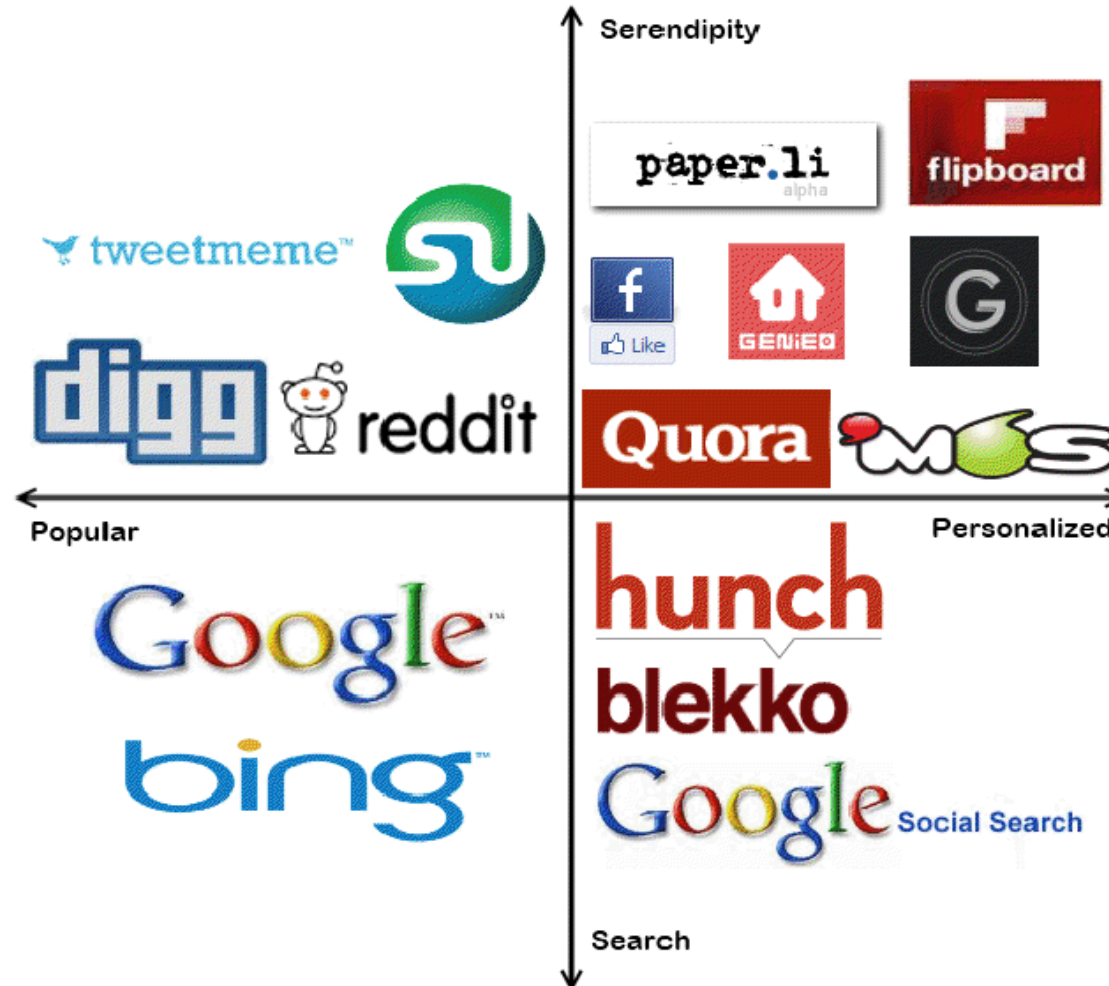 Serendipity
paper.li
alpha
flipboard
tweetmeme™
su
f
Like
GENIEO
G
digg
reddit
Quora
Popular
Personalized
hunch
Google™
blekko
bing™
Google Social Search
Search